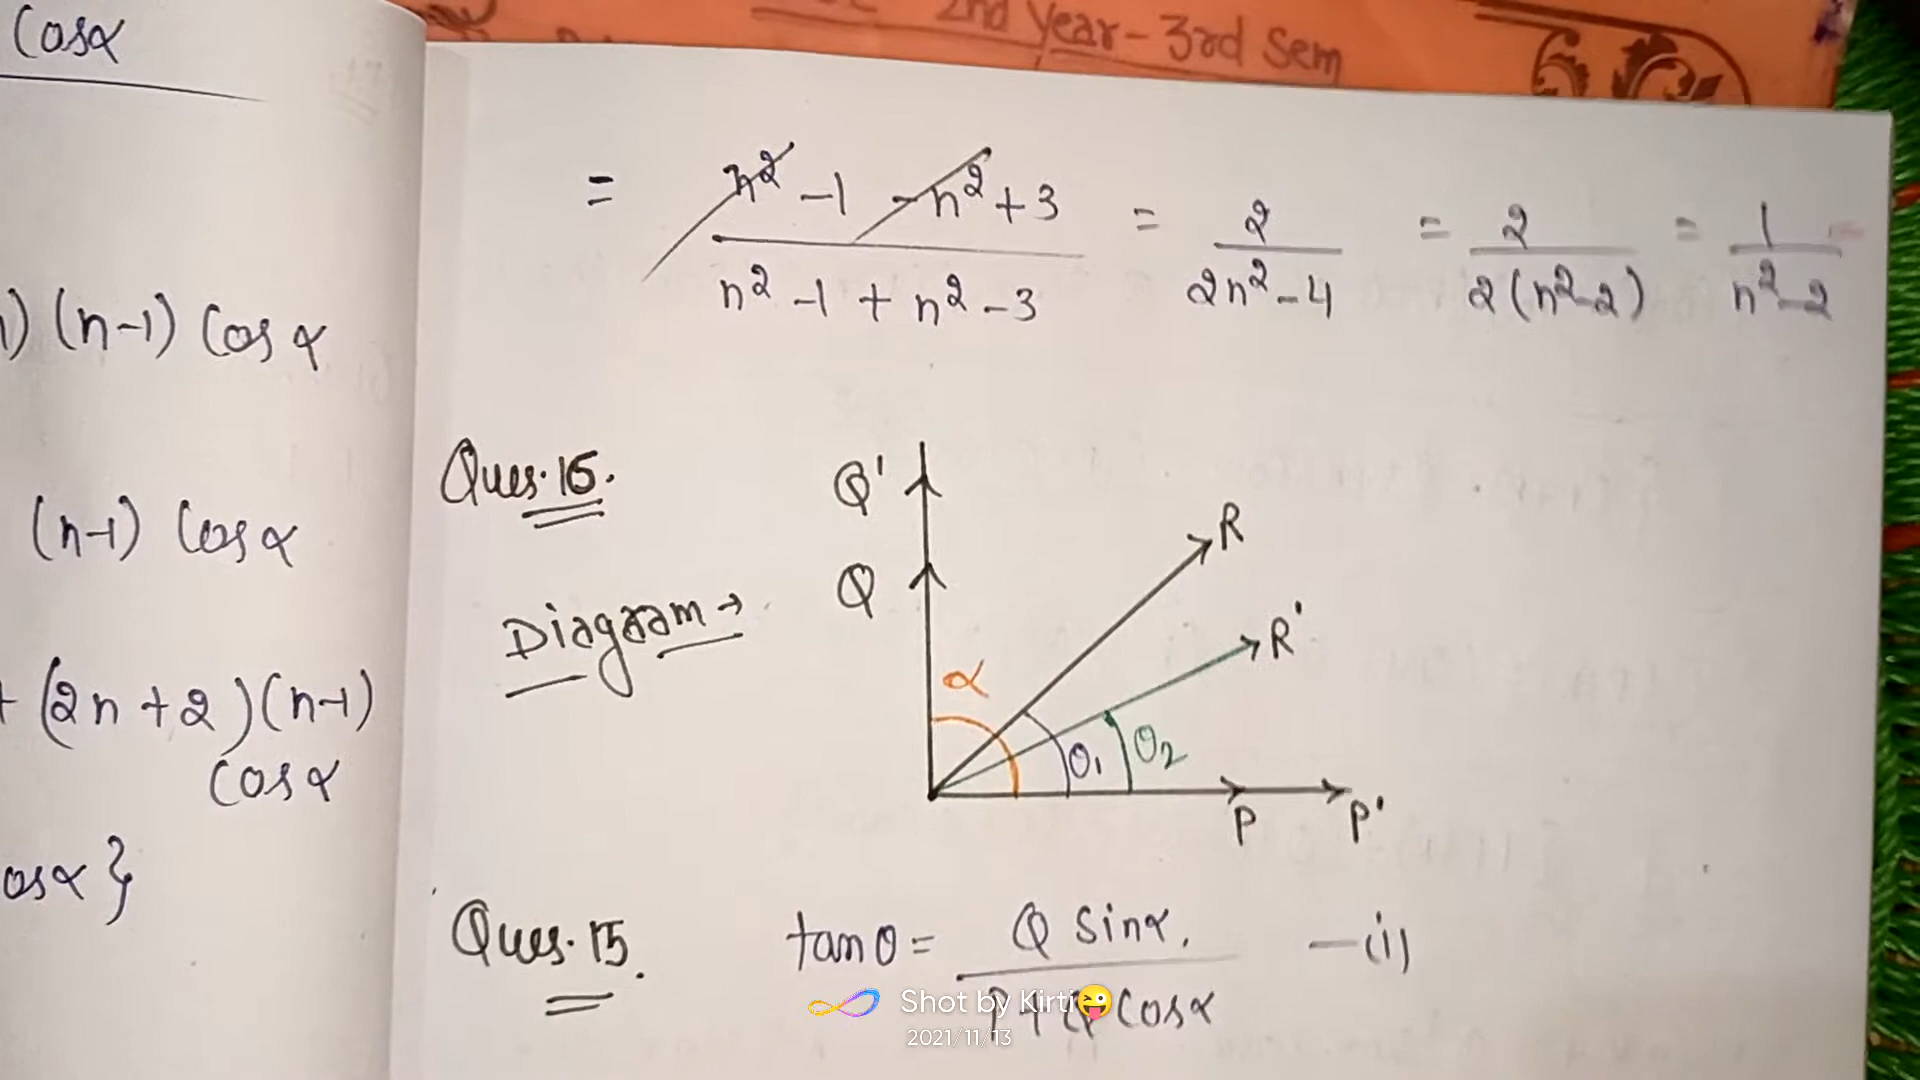 2nd Year - 3rd Sem
Cosα
= n² - 1 - n² + 3 / n² - 1 + n² - 3 = 2 / 2n² - 4 = 2 / 2(n² - 2) = 1 / n² - 2
) (n-1) Cos α
(n-1) Cos α
+ (2n + 2)(n-1)
Cos α
osα }
Ques. 16.
Diagram →
Q'
Q
R
R'
α
θ₁
θ₂
P
P'
Ques. 15.
tan θ = Q Sinα. / P + Q Cosα - (i)
Shot by Kirti😜
2021/11/13